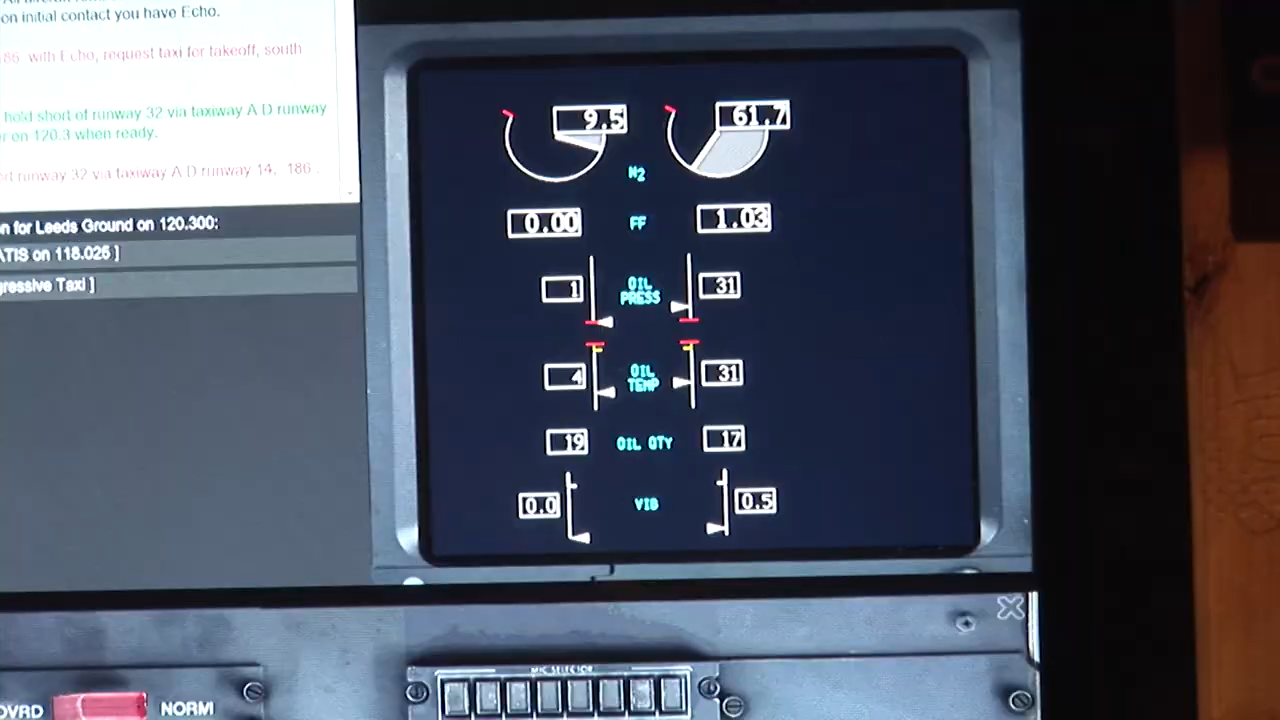 on initial contact you have Echo.
186 with Echo, request taxi for takeoff, south
hold short of runway 32 via taxiway A D runway
on 120.3 when ready.
runway 32 via taxiway A D runway 14, 186 .
for Leeds Ground on 120.300:
ATIS on 118.025 ]
Taxi ]
9.5 61.7
N2
0.00 FF 1.03
1 OIL PRESS 31
4 OIL TEMP 31
19 OIL QTY 17
0.0 VIB 0.5
MIC SELECTOR
OVRD NORM